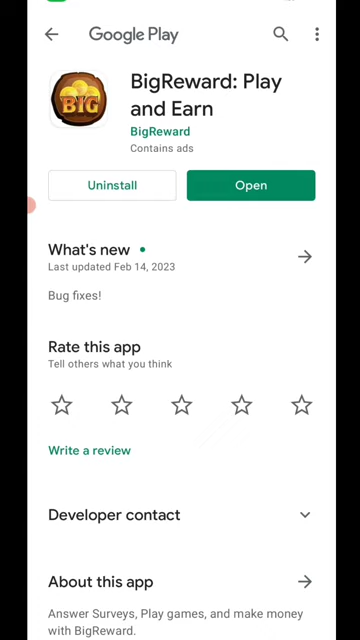 Google Play
BigReward: Play
and Earn
BIG
BigReward
Contains ads
Uninstall
Open
What's new
Last updated Feb 14, 2023
Bug fixes!
Rate this app
Tell others what you think
Write a review
Developer contact
About this app
Answer Surveys, Play games, and make money
with BigReward.